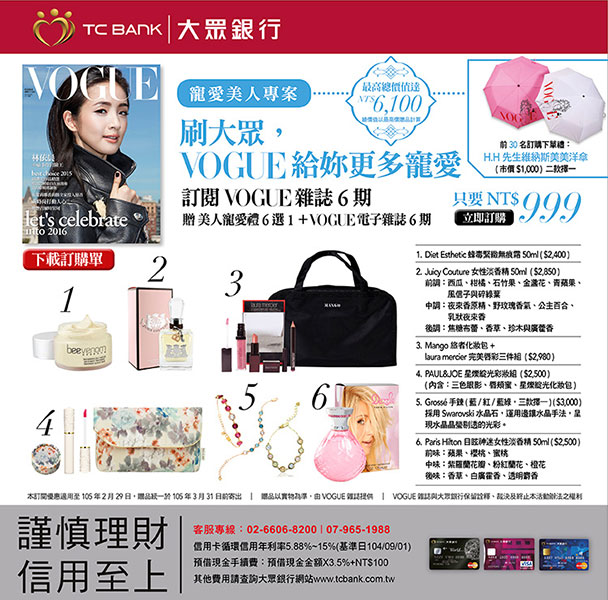 TC BANK 大眾銀行
VOGUE
林依晨
best choice 2015
let's celebrate
into 2016
寵愛美人專案
最高總價值達
NT$6,100
前 30 名訂購下單禮：
H.H 先生維納斯美美洋傘
( 市價 $1,000 ) 二款擇一
刷大眾，
VOGUE 給妳更多寵愛
訂閱 VOGUE 雜誌 6 期
贈 美人寵愛禮 6 選 1＋VOGUE 電子雜誌 6 期
只要 NT$ 999
立即訂購
下載訂購單
1
2
3
4
5
6
beevenom
MANGO
laura mercier
1. Diet Esthetic 蜂毒緊緻無痕霜 50ml ( $2,400 )
2. Juicy Couture 女性淡香精 50ml ( $2,850 )
前調：西瓜、柑橘、石竹果、金盞花、青蘋果、
風信子與碎綠葉
中調：夜來香原精、野玫瑰香氣、公主百合、
乳狀夜來香
後調：焦糖布蕾、香草、珍木與廣藿香
3. Mango 旅者化妝包 +
laura mercier 完美唇彩三件組 ( $2,980 )
4. PAUL&JOE 星燦綻光彩妝組 ( $2,500 )
( 內含：三色眼影、唇頰蜜、星燦綻光化妝包 )
5. Grossé 手鍊 ( 藍 / 紅 / 藍綠，三款擇一 ) ( $3,000 )
採用 Swarovski 水晶石，運用邊鑲水晶手法，呈
現水晶晶瑩剔透的光彩。
6. Paris Hilton 目眩神迷女性淡香精 50ml ( $2,500 )
前味：蘋果、櫻桃、蜜桃
中味：紫羅蘭花瓣、粉紅蘭花、橙花
後味：香草、白廣霍香、透明麝香
本訂閱優惠適用至 105 年 2 月 29 日，贈品統一於 105 年 3 月 31 日前寄出 ｜ 贈品以實物為準，由 VOGUE 雜誌提供 ｜ VOGUE 雜誌與大眾銀行保留詮釋、裁決及終止本活動辦法之權利
謹慎理財
信用至上
客服專線：02-6606-8200 | 07-965-1988
信用卡循環信用年利率5.88%~15%(基準日104/09/01)
預借現金手續費：預借現金金額X3.5%+NT$100
其他費用請查詢大眾銀行網站www.tcbank.com.tw